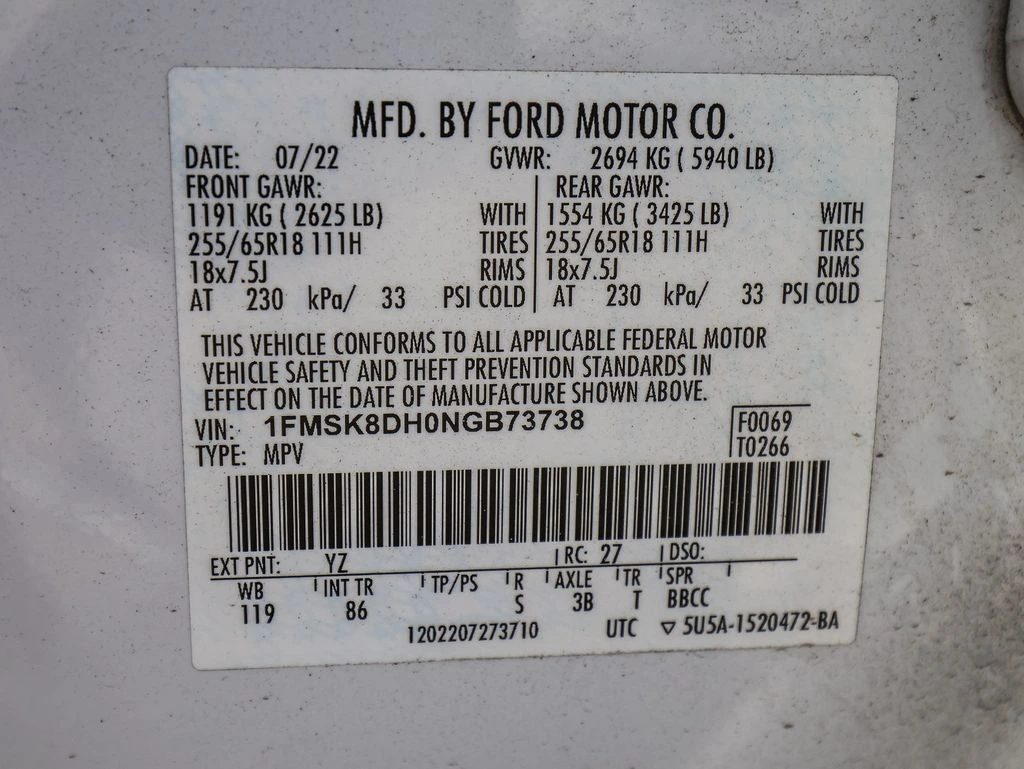 MFD. BY FORD MOTOR CO.
DATE: 07/22 GVWR: 2694 KG ( 5940 LB)
FRONT GAWR: REAR GAWR:
1191 KG ( 2625 LB) WITH 1554 KG ( 3425 LB) WITH
255/65R18 111H TIRES 255/65R18 111H TIRES
18x7.5J RIMS 18x7.5J RIMS
AT 230 kPa/ 33 PSI COLD AT 230 kPa/ 33 PSI COLD
THIS VEHICLE CONFORMS TO ALL APPLICABLE FEDERAL MOTOR
VEHICLE SAFETY AND THEFT PREVENTION STANDARDS IN
EFFECT ON THE DATE OF MANUFACTURE SHOWN ABOVE.
VIN: 1FMSK8DH0NGB73738 F0069
TYPE: MPV T0266
EXT PNT: YZ RC: 27 DSO:
WB INT TR TP/PS R AXLE TR SPR
119 86 S 3B T BBCC
1202207273710 UTC ▽ 5U5A-1520472-BA